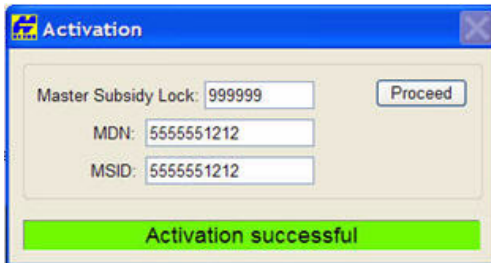 Activation
Master Subsidy Lock: 999999 Proceed
MDN: 5555551212
MSID: 5555551212
Activation successful